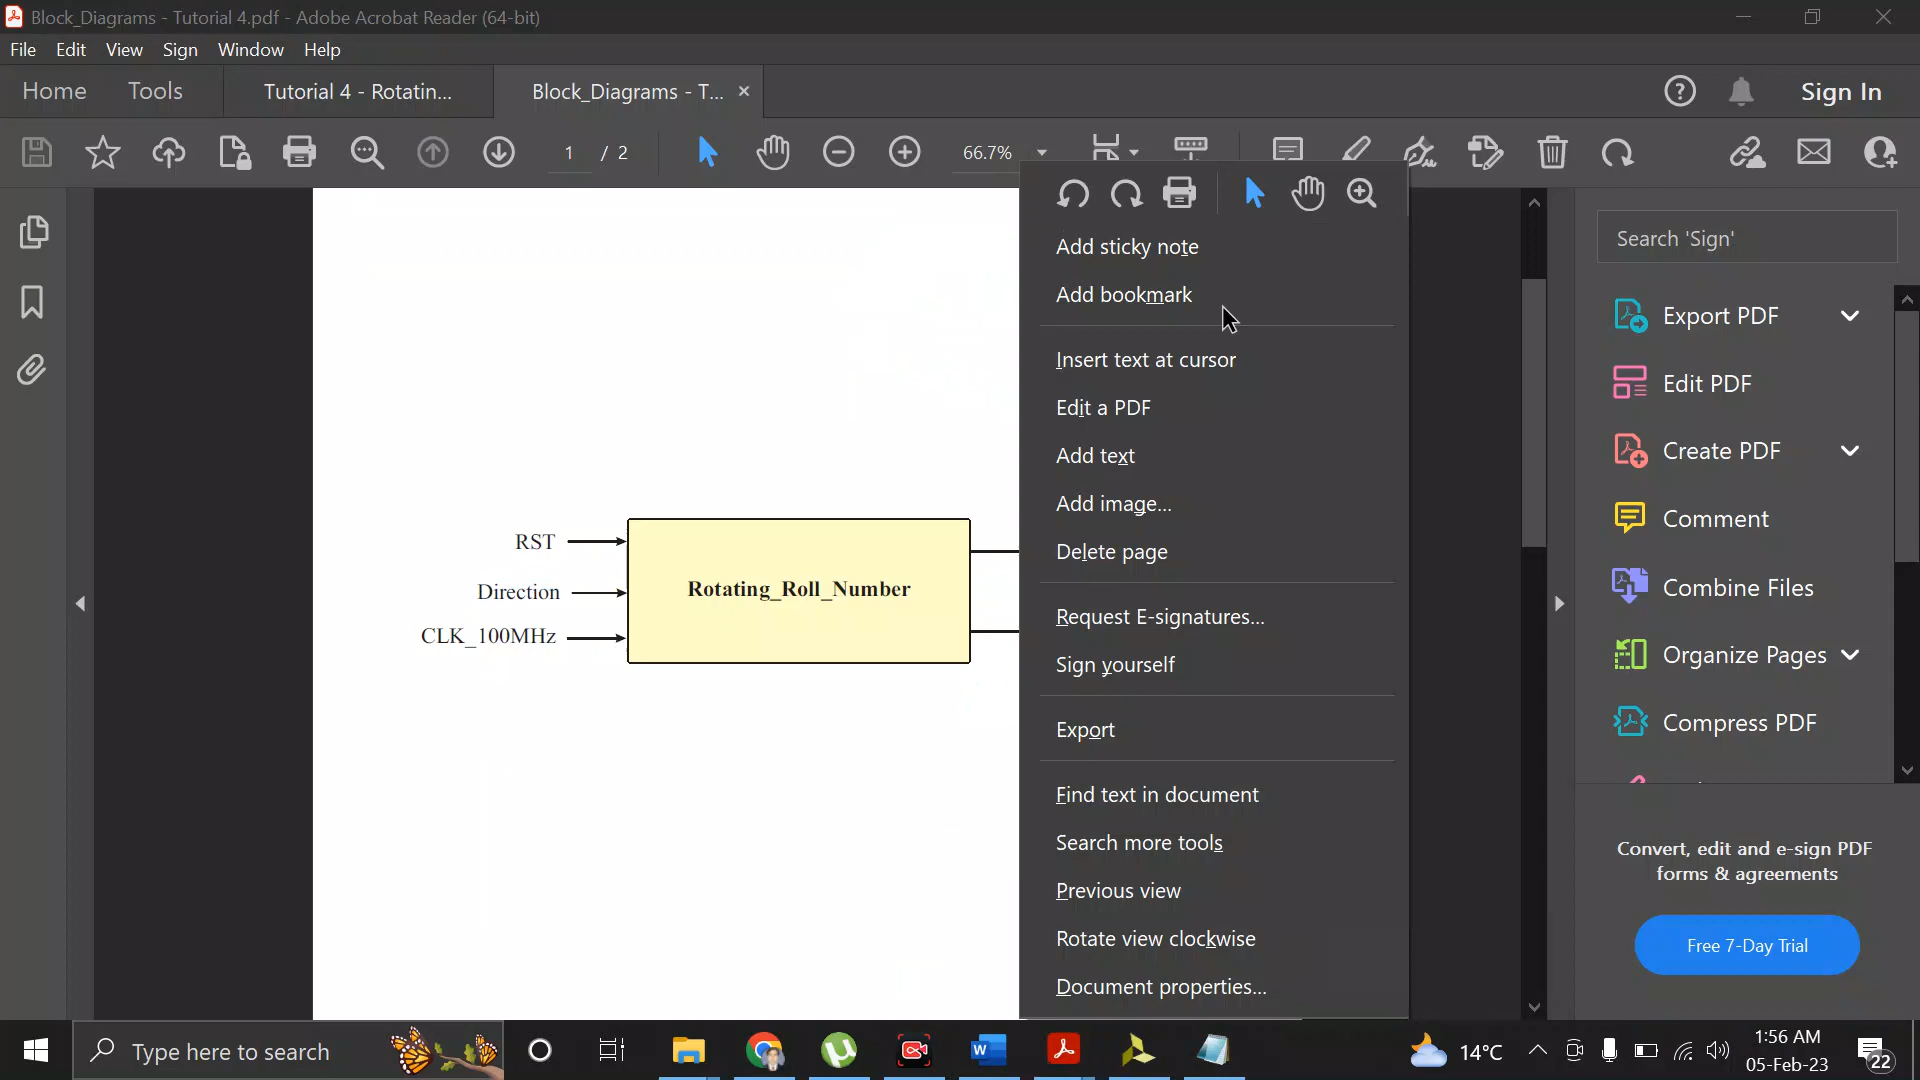 Block_Diagrams - Tutorial 4.pdf - Adobe Acrobat Reader (64-bit)
File Edit View Sign Window Help
Home Tools Tutorial 4 - Rotatin... Block_Diagrams - T... Sign In
1 / 2 66.7%
Add sticky note
Add bookmark
Insert text at cursor
Edit a PDF
Add text
Add image...
Delete page
Request E-signatures...
Sign yourself
Export
Find text in document
Search more tools
Previous view
Rotate view clockwise
Document properties...
RST
Direction
CLK_100MHz
Rotating_Roll_Number
Search 'Sign'
Export PDF
Edit PDF
Create PDF
Comment
Combine Files
Organize Pages
Compress PDF
Convert, edit and e-sign PDF
forms & agreements
Free 7-Day Trial
Type here to search
14°C
1:56 AM
05-Feb-23
22